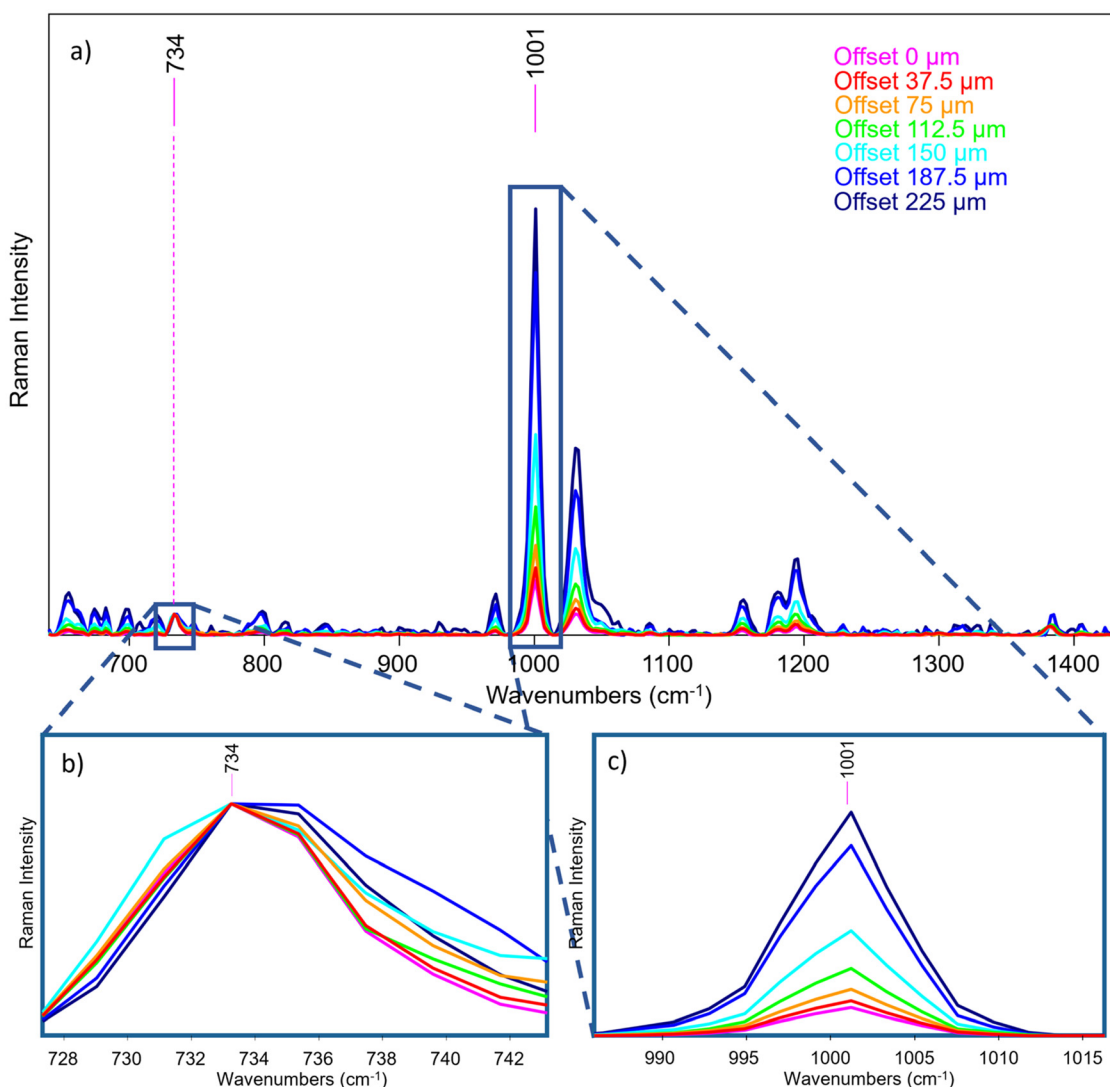 a)
734
1001
Offset 0 µm
Offset 37.5 µm
Offset 75 µm
Offset 112.5 µm
Offset 150 µm
Offset 187.5 µm
Offset 225 µm
Raman Intensity
700 800 900 1000 1100 1200 1300 1400
Wavenumbers (cm⁻¹)
b)
734
Raman Intensity
728 730 732 734 736 738 740 742
Wavenumbers (cm⁻¹)
c)
1001
Raman Intensity
990 995 1000 1005 1010 1015
Wavenumbers (cm⁻¹)